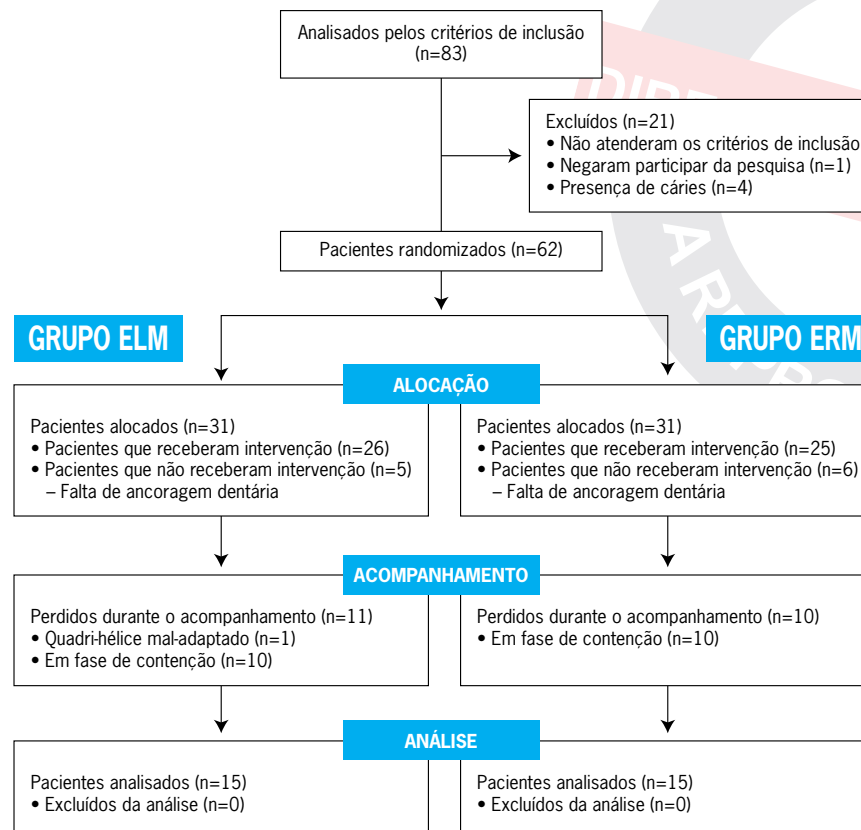 Analisados pelos critérios de inclusão
(n=83)
Excluídos (n=21)
• Não atenderam os critérios de inclusão
• Negaram participar da pesquisa (n=1)
• Presença de cáries (n=4)
Pacientes randomizados (n=62)
GRUPO ELM
GRUPO ERM
ALOCAÇÃO
Pacientes alocados (n=31)
• Pacientes que receberam intervenção (n=26)
• Pacientes que não receberam intervenção (n=5)
– Falta de ancoragem dentária
Pacientes alocados (n=31)
• Pacientes que receberam intervenção (n=25)
• Pacientes que não receberam intervenção (n=6)
– Falta de ancoragem dentária
ACOMPANHAMENTO
Perdidos durante o acompanhamento (n=11)
• Quadri-hélice mal-adaptado (n=1)
• Em fase de contenção (n=10)
Perdidos durante o acompanhamento (n=10)
• Em fase de contenção (n=10)
ANÁLISE
Pacientes analisados (n=15)
• Excluídos da análise (n=0)
Pacientes analisados (n=15)
• Excluídos da análise (n=0)